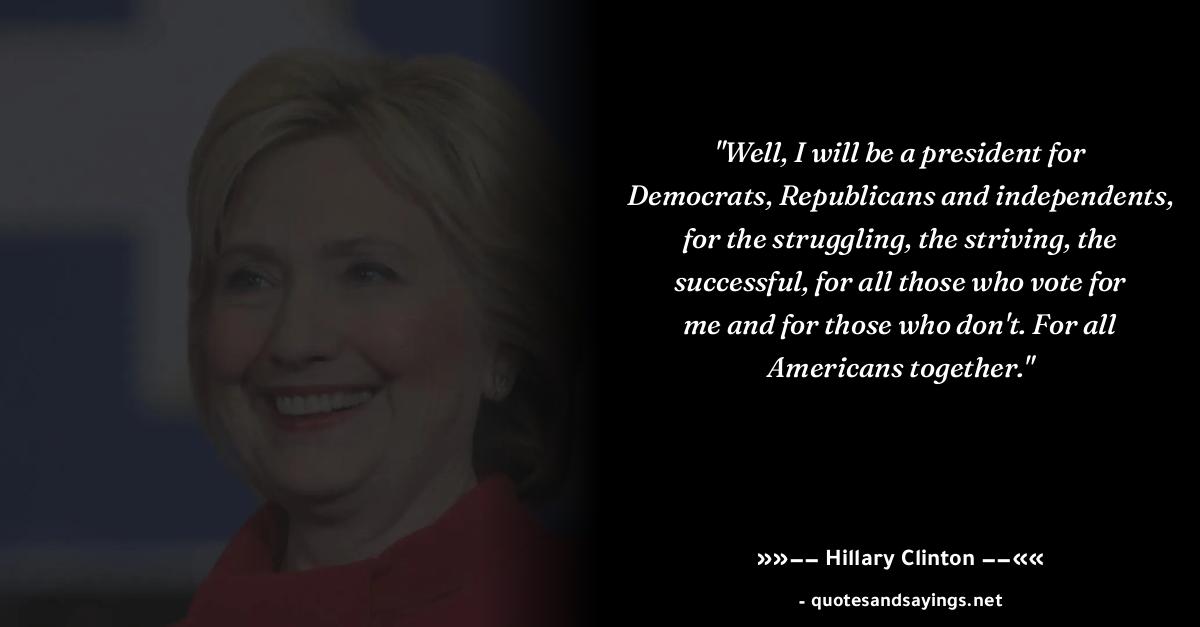 "Well, I will be a president for
Democrats, Republicans and independents,
for the struggling, the striving, the
successful, for all those who vote for
me and for those who don't. For all
Americans together."
»»−− Hillary Clinton −−««
- quotesandsayings.net